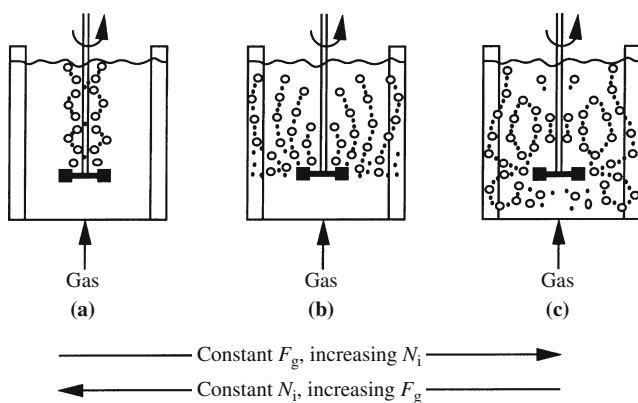 Gas Gas Gas
(a) (b) (c)
Constant Fg, increasing Ni
Constant Ni, increasing Fg